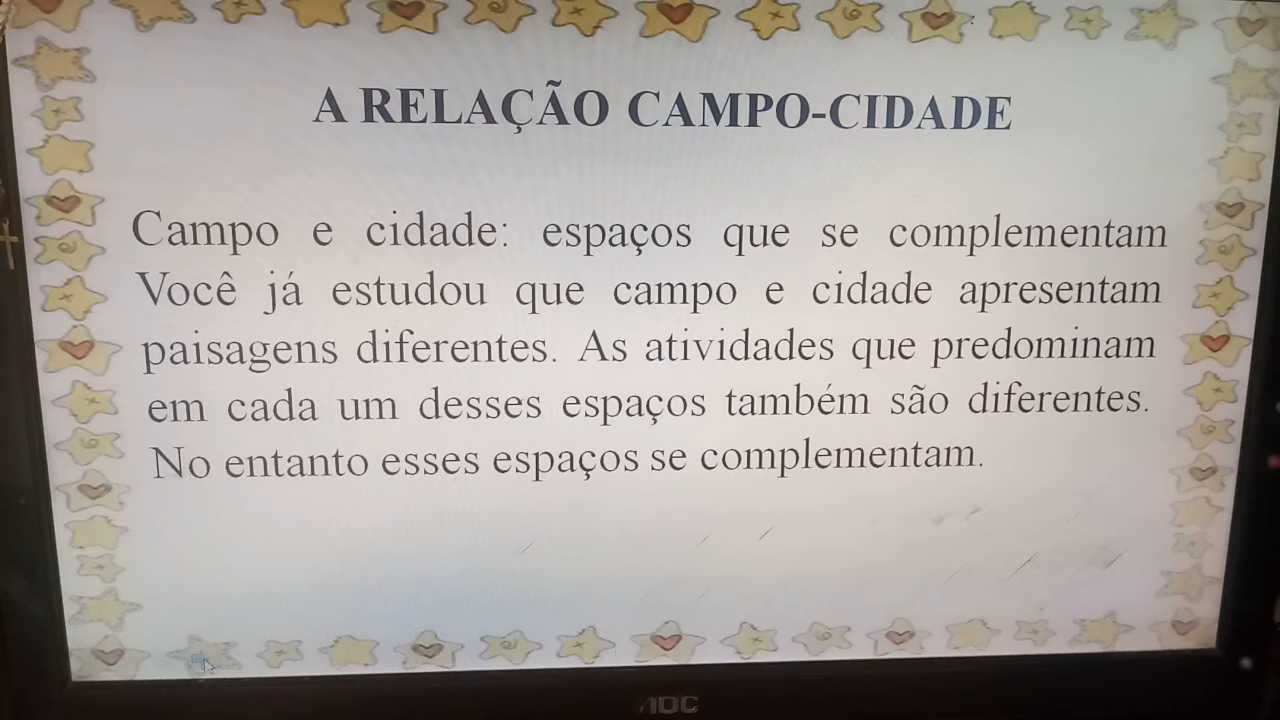 A RELAÇÃO CAMPO-CIDADE
Campo e cidade: espaços que se complementam
Você já estudou que campo e cidade apresentam
paisagens diferentes. As atividades que predominam
em cada um desses espaços também são diferentes.
No entanto esses espaços se complementam.
AOC